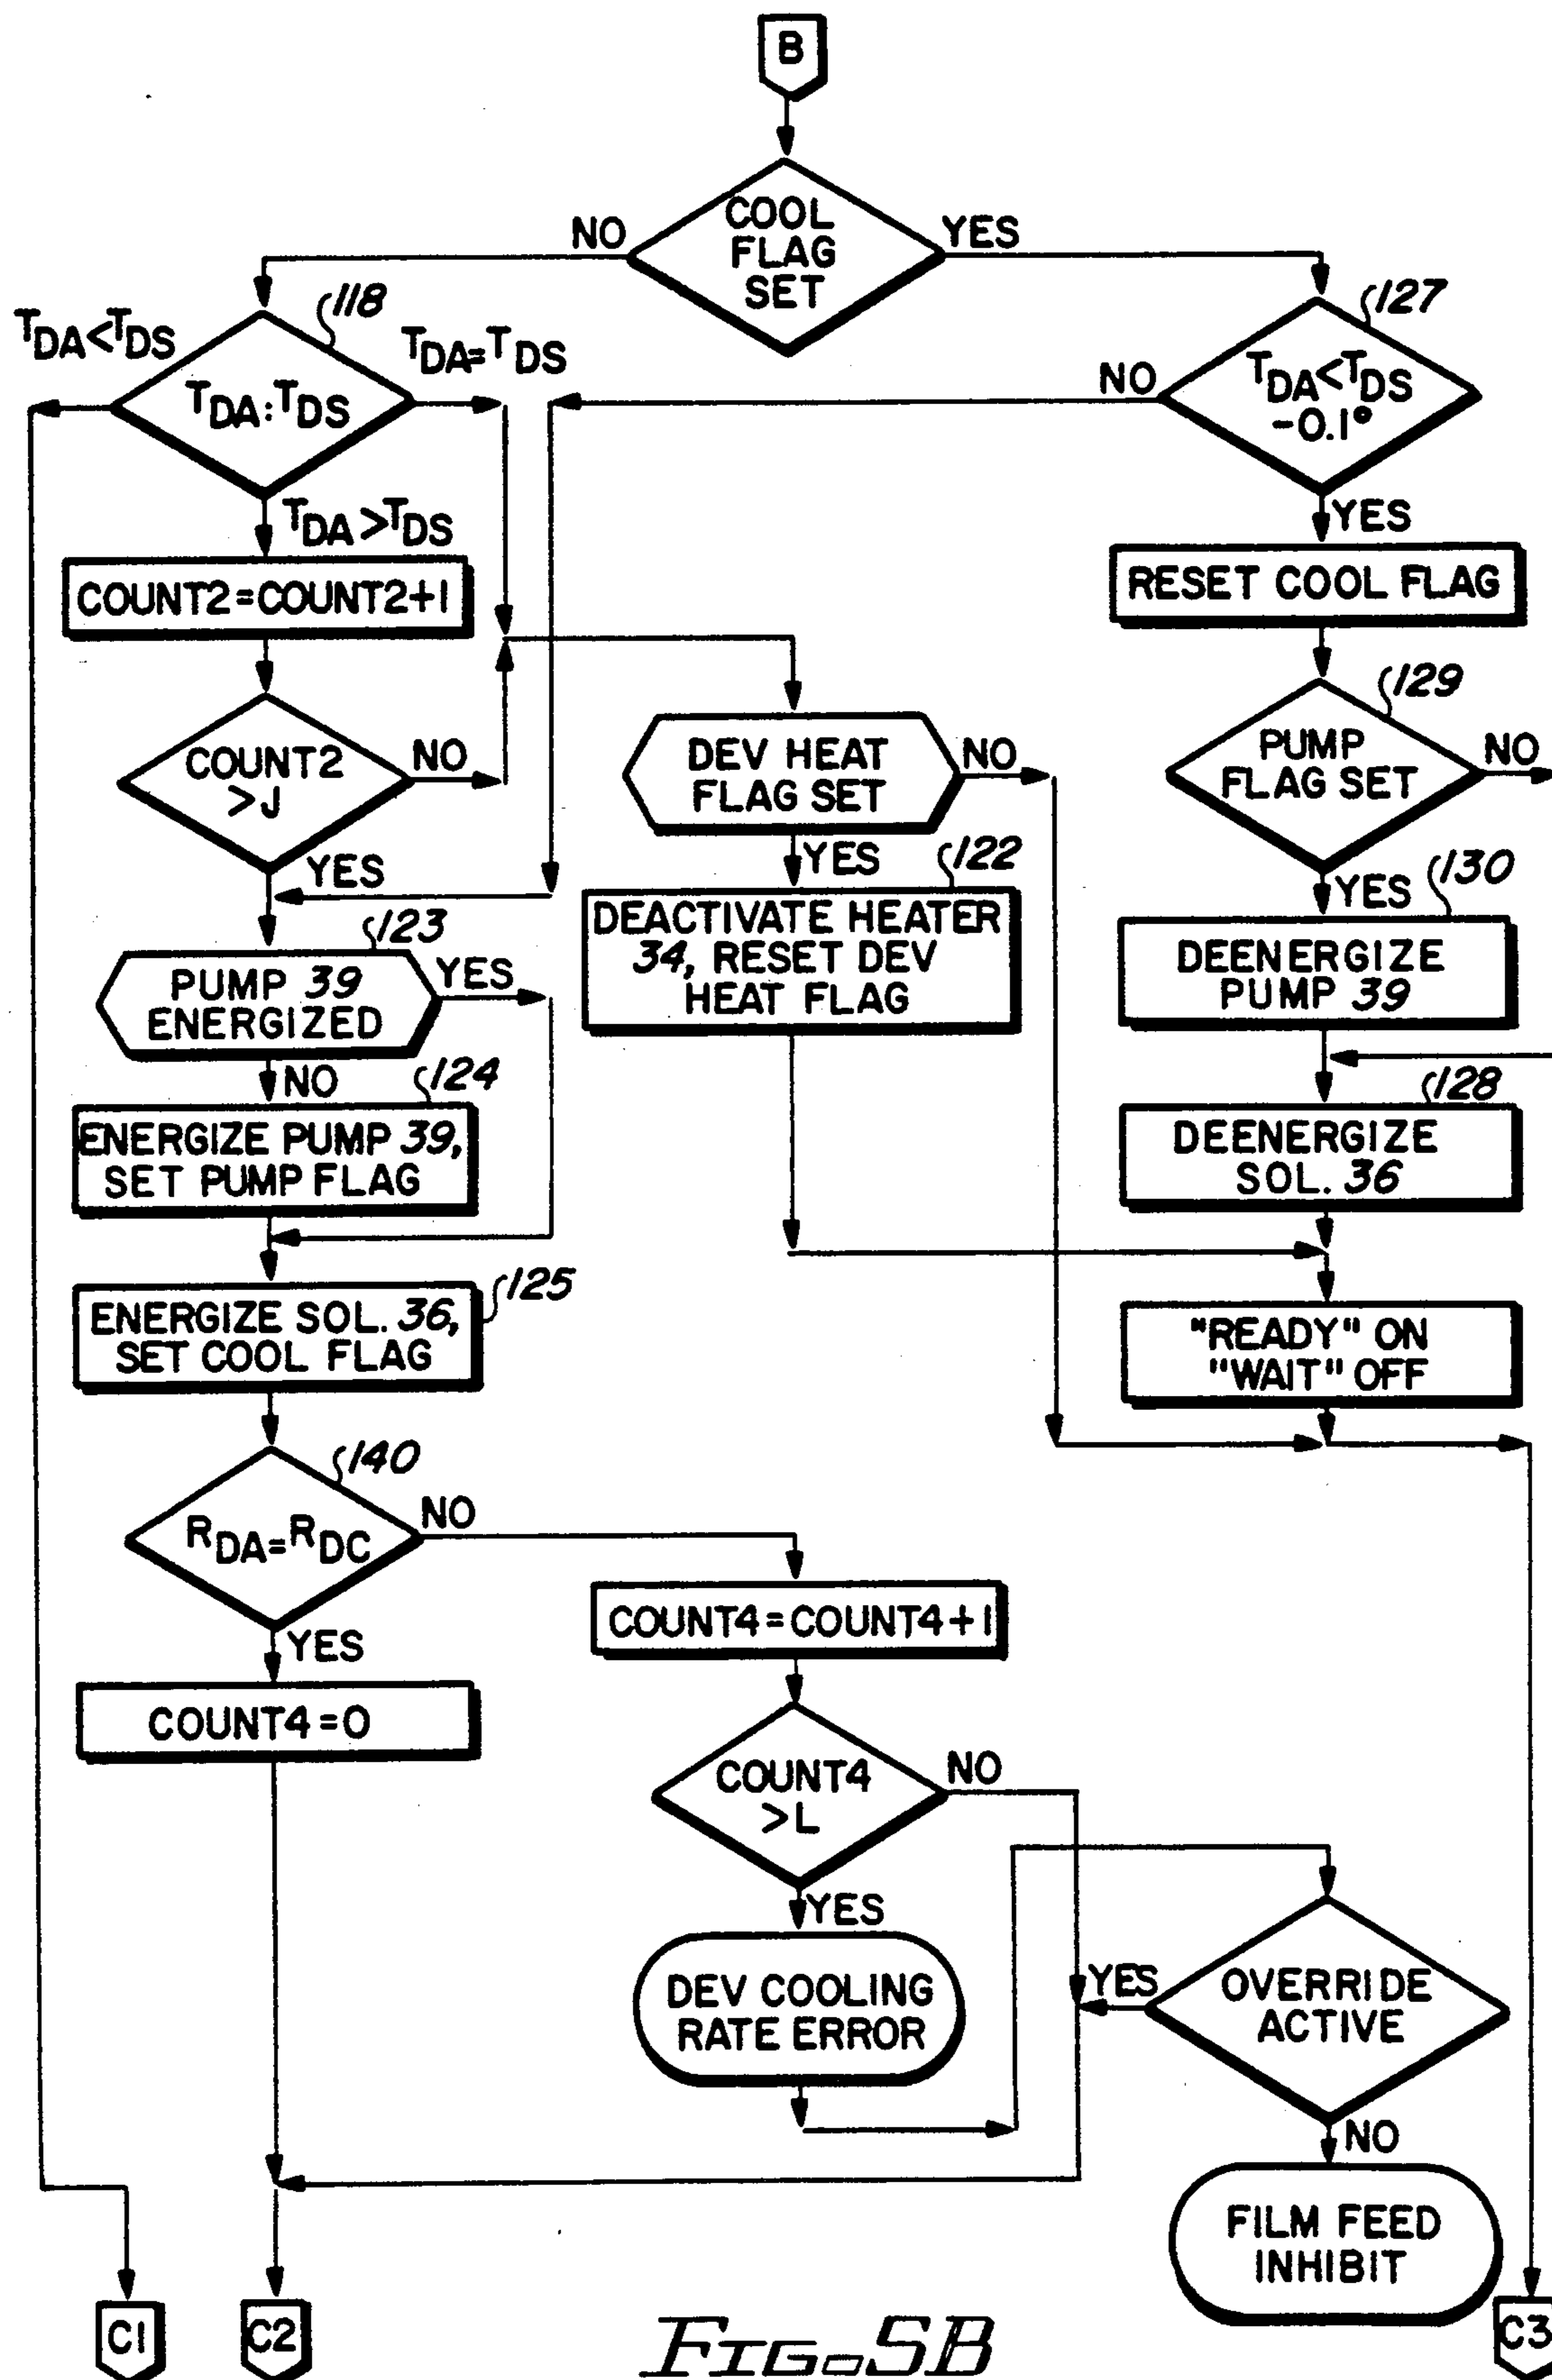 B
COOL
FLAG
SET
NO
YES
118
TDA<TDS
TDA=TDS
TDA:TDS
TDA>TDS
127
NO
TDA<TDS
-0.1°
YES
COUNT2=COUNT2+1
RESET COOL FLAG
COUNT2
>J
NO
YES
DEV HEAT
FLAG SET
NO
YES
129
PUMP
FLAG SET
NO
YES
122
DEACTIVATE HEATER
34, RESET DEV
HEAT FLAG
130
DEENERGIZE
PUMP 39
123
PUMP 39
ENERGIZED
YES
NO
124
ENERGIZE PUMP 39,
SET PUMP FLAG
128
DEENERGIZE
SOL. 36
125
ENERGIZE SOL. 36,
SET COOL FLAG
"READY" ON
"WAIT" OFF
140
RDA=RDC
NO
YES
COUNT4=COUNT4+1
COUNT4=0
COUNT4
>L
NO
YES
DEV COOLING
RATE ERROR
YES
OVERRIDE
ACTIVE
NO
FILM FEED
INHIBIT
C1
C2
C3
FIG. 5B